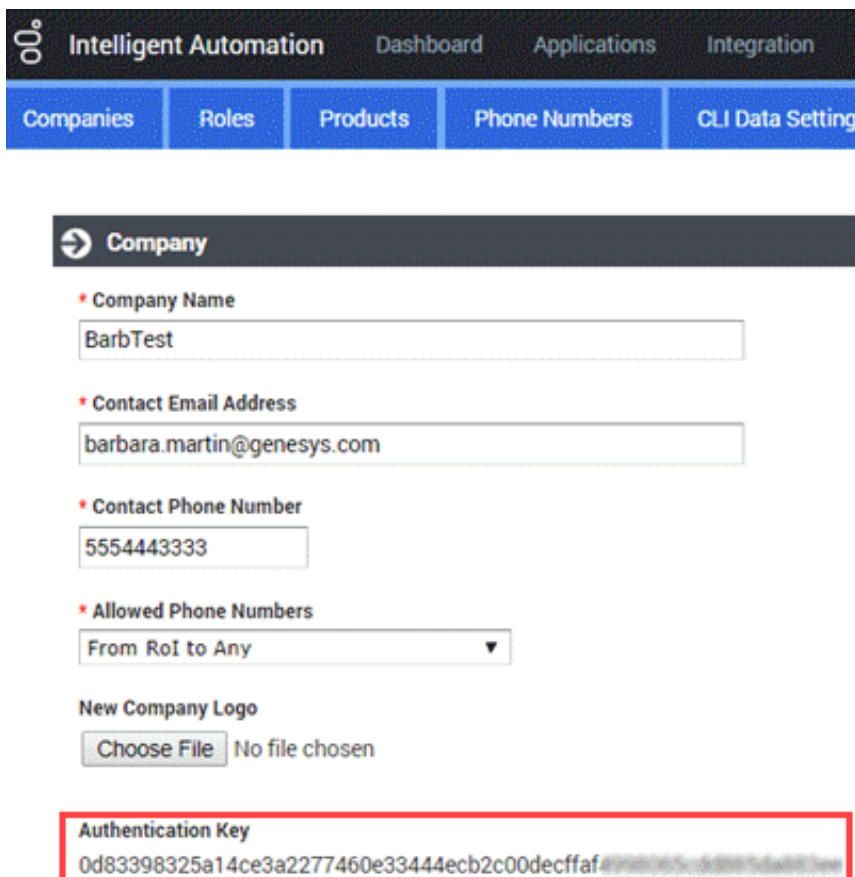 Intelligent Automation Dashboard Applications Integration
Companies Roles Products Phone Numbers CLI Data Setting
Company
* Company Name
BarbTest
* Contact Email Address
barbara.martin@genesys.com
* Contact Phone Number
5554443333
* Allowed Phone Numbers
From RoI to Any
New Company Logo
Choose File No file chosen
Authentication Key
0d83398325a14ce3a2277460e33444ecb2c00decffaf